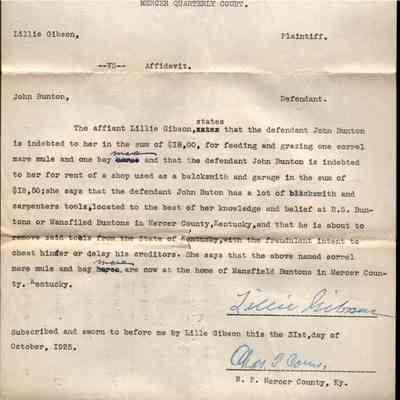 MERCER QUARTERLY COURT.
Lillie Gibson, Plaintiff.
--VS-- Affidavit.
John Bunton, Defendant.
states
The affiant Lillie Gibson, that the defendant John Bunton
is indebted to her in the sum of $18,00, for feeding and grazing one sorrel
mare
mare mule and one bay horse and that the defendant John Bunton is indebted
to her for rent of a shop used as a balcksmith and garage in the sum of
$12,50;she says that the defendant John Buton has a lot of blacksmith and
carpenters tools,located to the best of her knowledge and belief at R.S. Bun-
tons or Mansfiled Buntons in Mercer County,Kentucky,and that he is about to
remove said tools from the State of Kentucky,with the fraudulant intent to
cheat hinder or delay his creditors. She says that the above named sorrel
mare
mare mule and bay horse are now at the home of Mansfield Buntons in Mercer Coun-
ty. Kentucky.
Lillie Gibson
Subscribed and sworn to before me by Lille Gibson this the 31st,day of
October, 1925.
Mercer County, Ky.